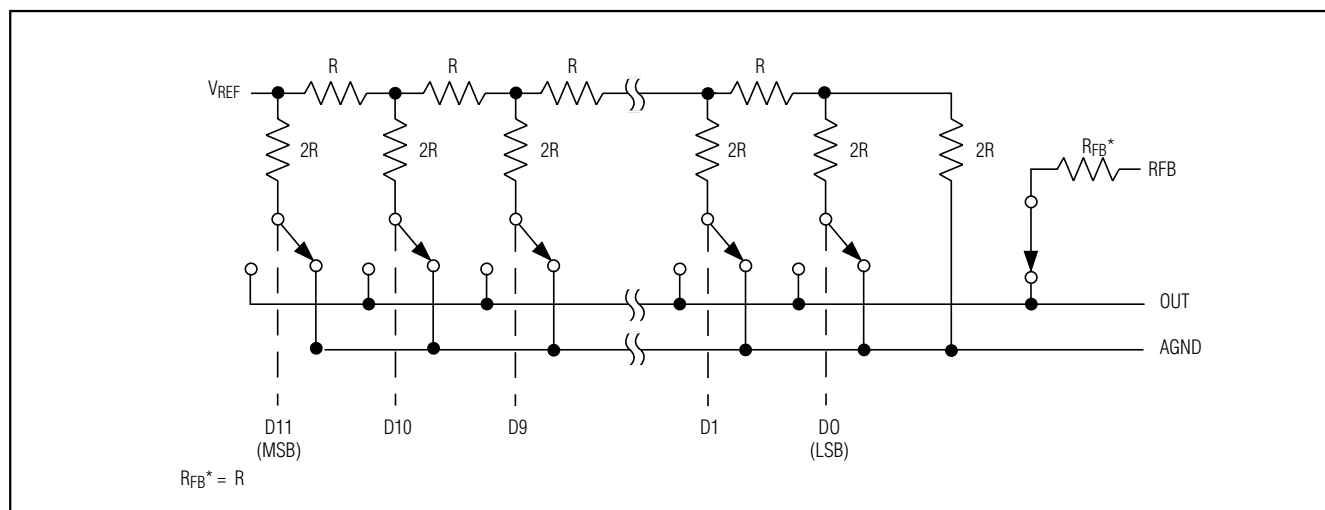 R R R R
VREF
2R 2R 2R 2R 2R 2R
RFB*
RFB
OUT
AGND
D11 D10 D9 D1 D0
(MSB) (LSB)
RFB* = R